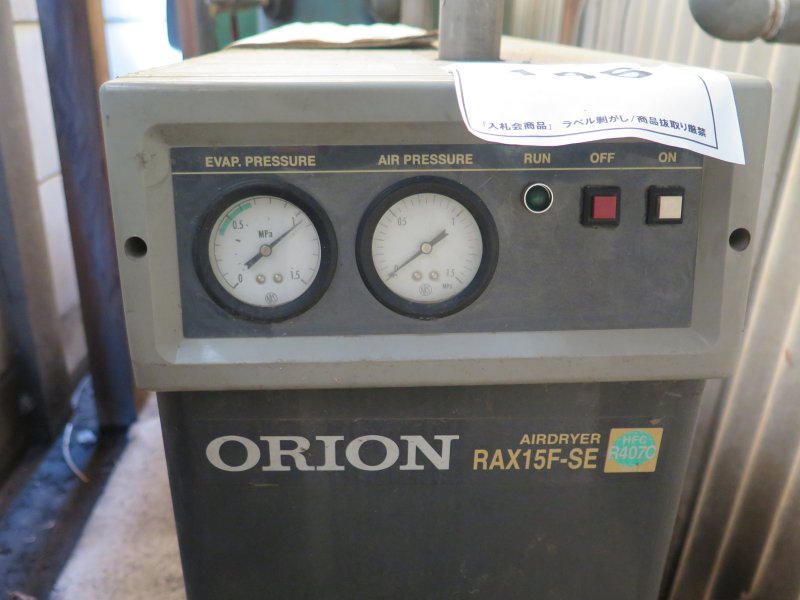 「入札会商品」 ラベル剥がし/商品抜取り厳禁
EVAP. PRESSURE AIR PRESSURE RUN OFF ON
0 0.5 1 1.5 MPa
0 0.5 1 1.5 MPa
ORION
AIRDRYER
RAX15F-SE
HFC
R407C